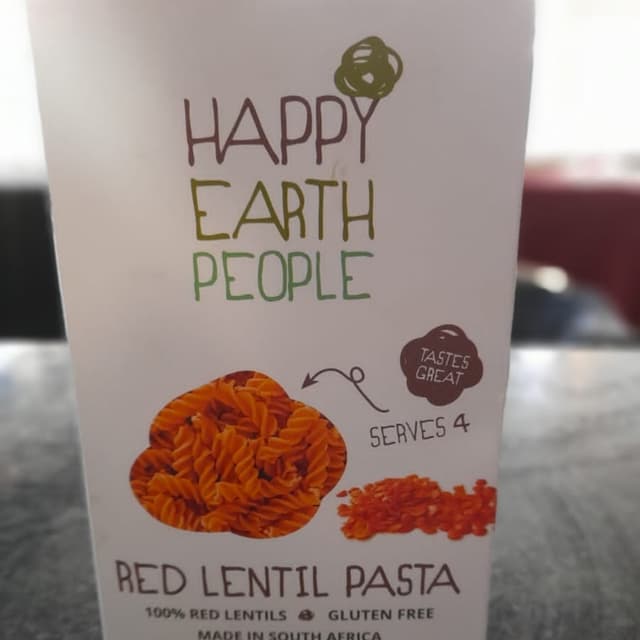 HAPPY
EARTH
PEOPLE
TASTES
GREAT
SERVES 4
RED LENTIL PASTA
100% RED LENTILS GLUTEN FREE
MADE IN SOUTH AFRICA